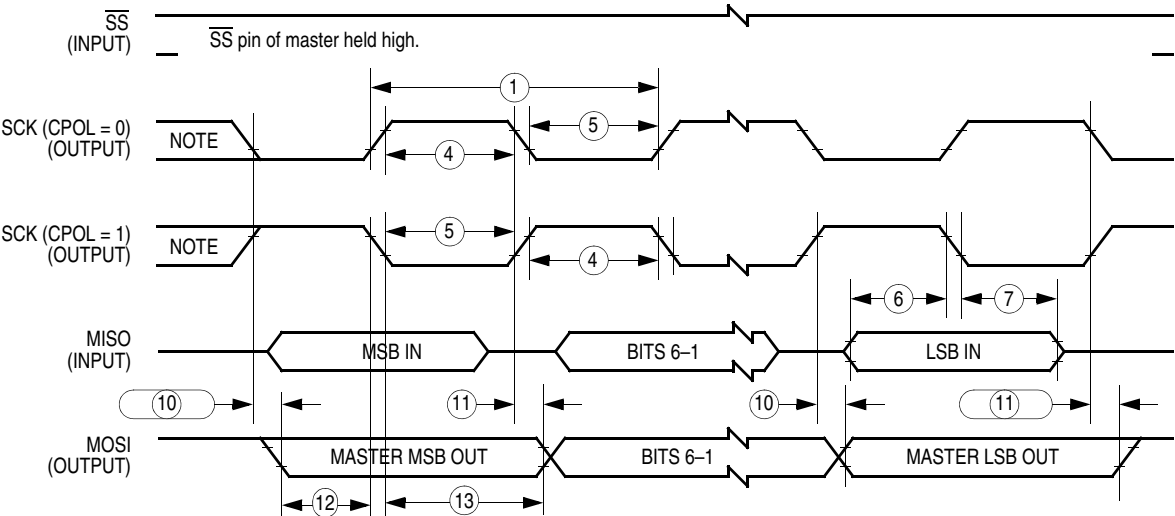 SS
(INPUT)
SS pin of master held high.
1
SCK (CPOL = 0)
(OUTPUT)
NOTE
5
4
SCK (CPOL = 1)
(OUTPUT)
NOTE
5
4
6
7
MISO
(INPUT)
MSB IN
BITS 6–1
LSB IN
10
11
10
11
MOSI
(OUTPUT)
MASTER MSB OUT
BITS 6–1
MASTER LSB OUT
12
13